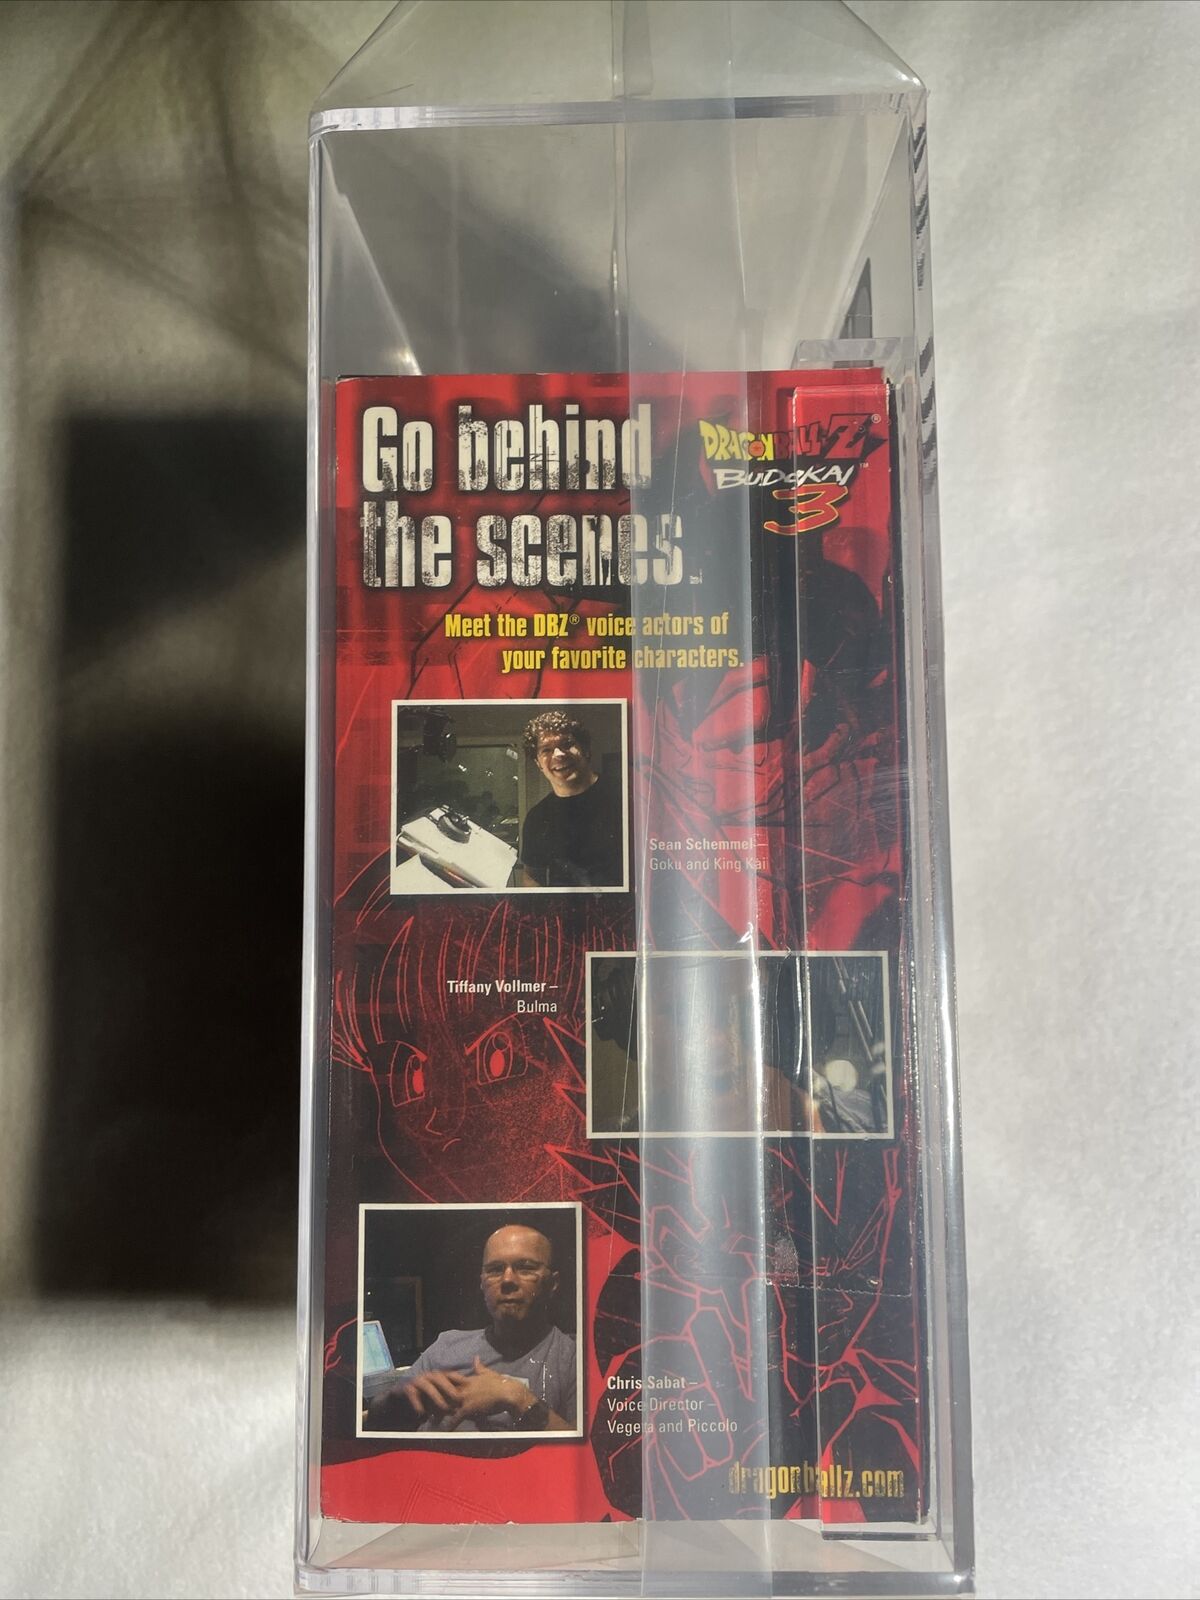 Go behind
the scenes.
DRAGONBALL Z®
BUDOKAI™
3
Meet the DBZ® voice actors of
your favorite characters.
Sean Schemmel –
Goku and King Kai
Tiffany Vollmer –
Bulma
Chris Sabat –
Voice Director –
Vegeta and Piccolo
dragonballz.com